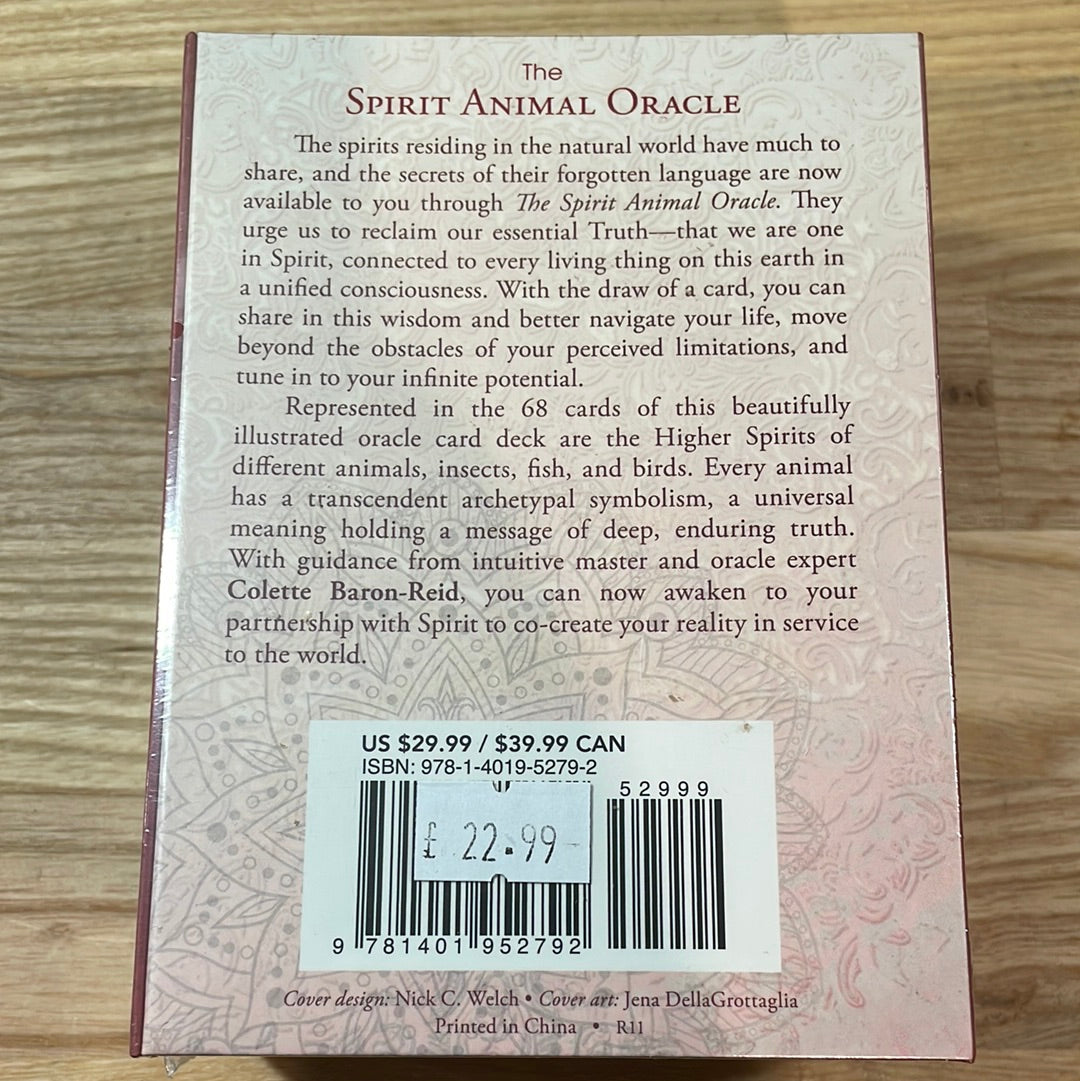 The
SPIRIT ANIMAL ORACLE
The spirits residing in the natural world have much to
share, and the secrets of their forgotten language are now
available to you through The Spirit Animal Oracle. They
urge us to reclaim our essential Truth—that we are one
in Spirit, connected to every living thing on this earth in
a unified consciousness. With the draw of a card, you can
share in this wisdom and better navigate your life, move
beyond the obstacles of your perceived limitations, and
tune in to your infinite potential.
Represented in the 68 cards of this beautifully
illustrated oracle card deck are the Higher Spirits of
different animals, insects, fish, and birds. Every animal
has a transcendent archetypal symbolism, a universal
meaning holding a message of deep, enduring truth.
With guidance from intuitive master and oracle expert
Colette Baron-Reid, you can now awaken to your
partnership with Spirit to co-create your reality in service
to the world.
US $29.99 / $39.99 CAN
ISBN: 978-1-4019-5279-2
52999
£ 22.99
9 781401 952792
Cover design: Nick C. Welch • Cover art: Jena DellaGrottaglia
Printed in China • R11